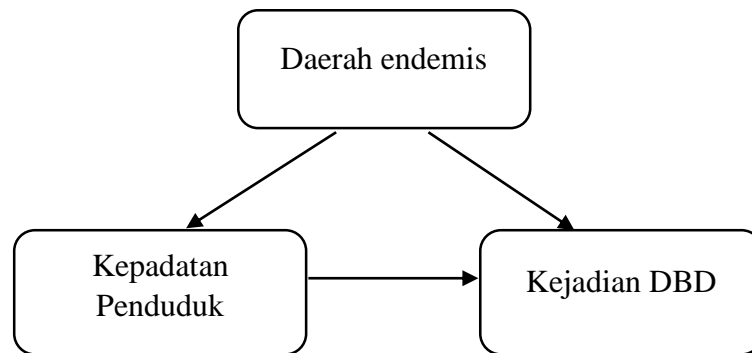 Daerah endemis
Kepadatan
Penduduk
Kejadian DBD